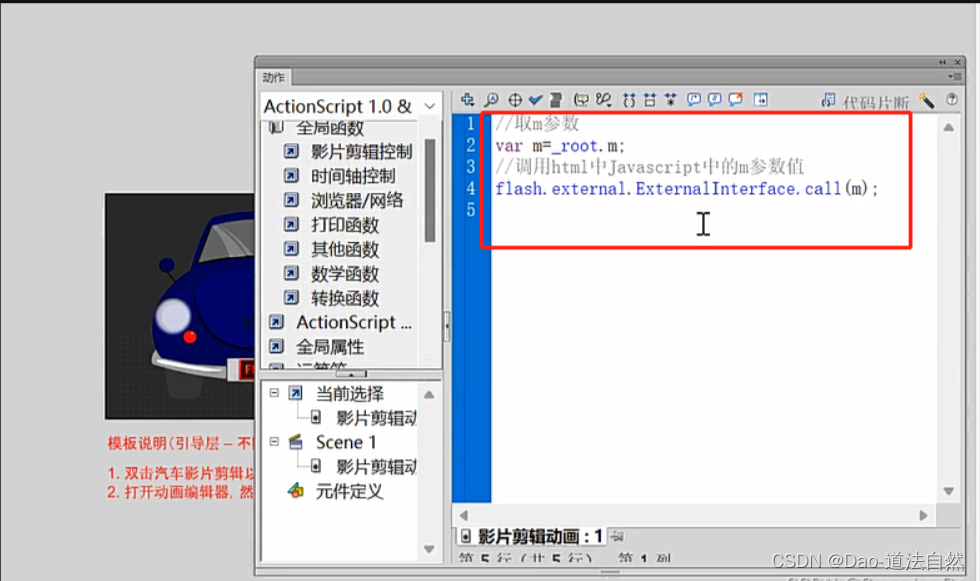 动作
ActionScript 1.0 &
全局函数
影片剪辑控制
时间轴控制
浏览器/网络
打印函数
其他函数
数学函数
转换函数
ActionScript ...
全局属性
运算符
当前选择
影片剪辑动
Scene 1
影片剪辑动
元件定义
代码片断
1 //取m参数
2 var m=_root.m;
3 //调用html中Javascript中的m参数值
4 flash.external.ExternalInterface.call(m);
5
影片剪辑动画 : 1
第 5 行 (共 5 行), 第 1 列
模板说明(引导层 – 不
1. 双击汽车影片剪辑以
2. 打开动画编辑器, 然
CSDN @Dao-道法自然